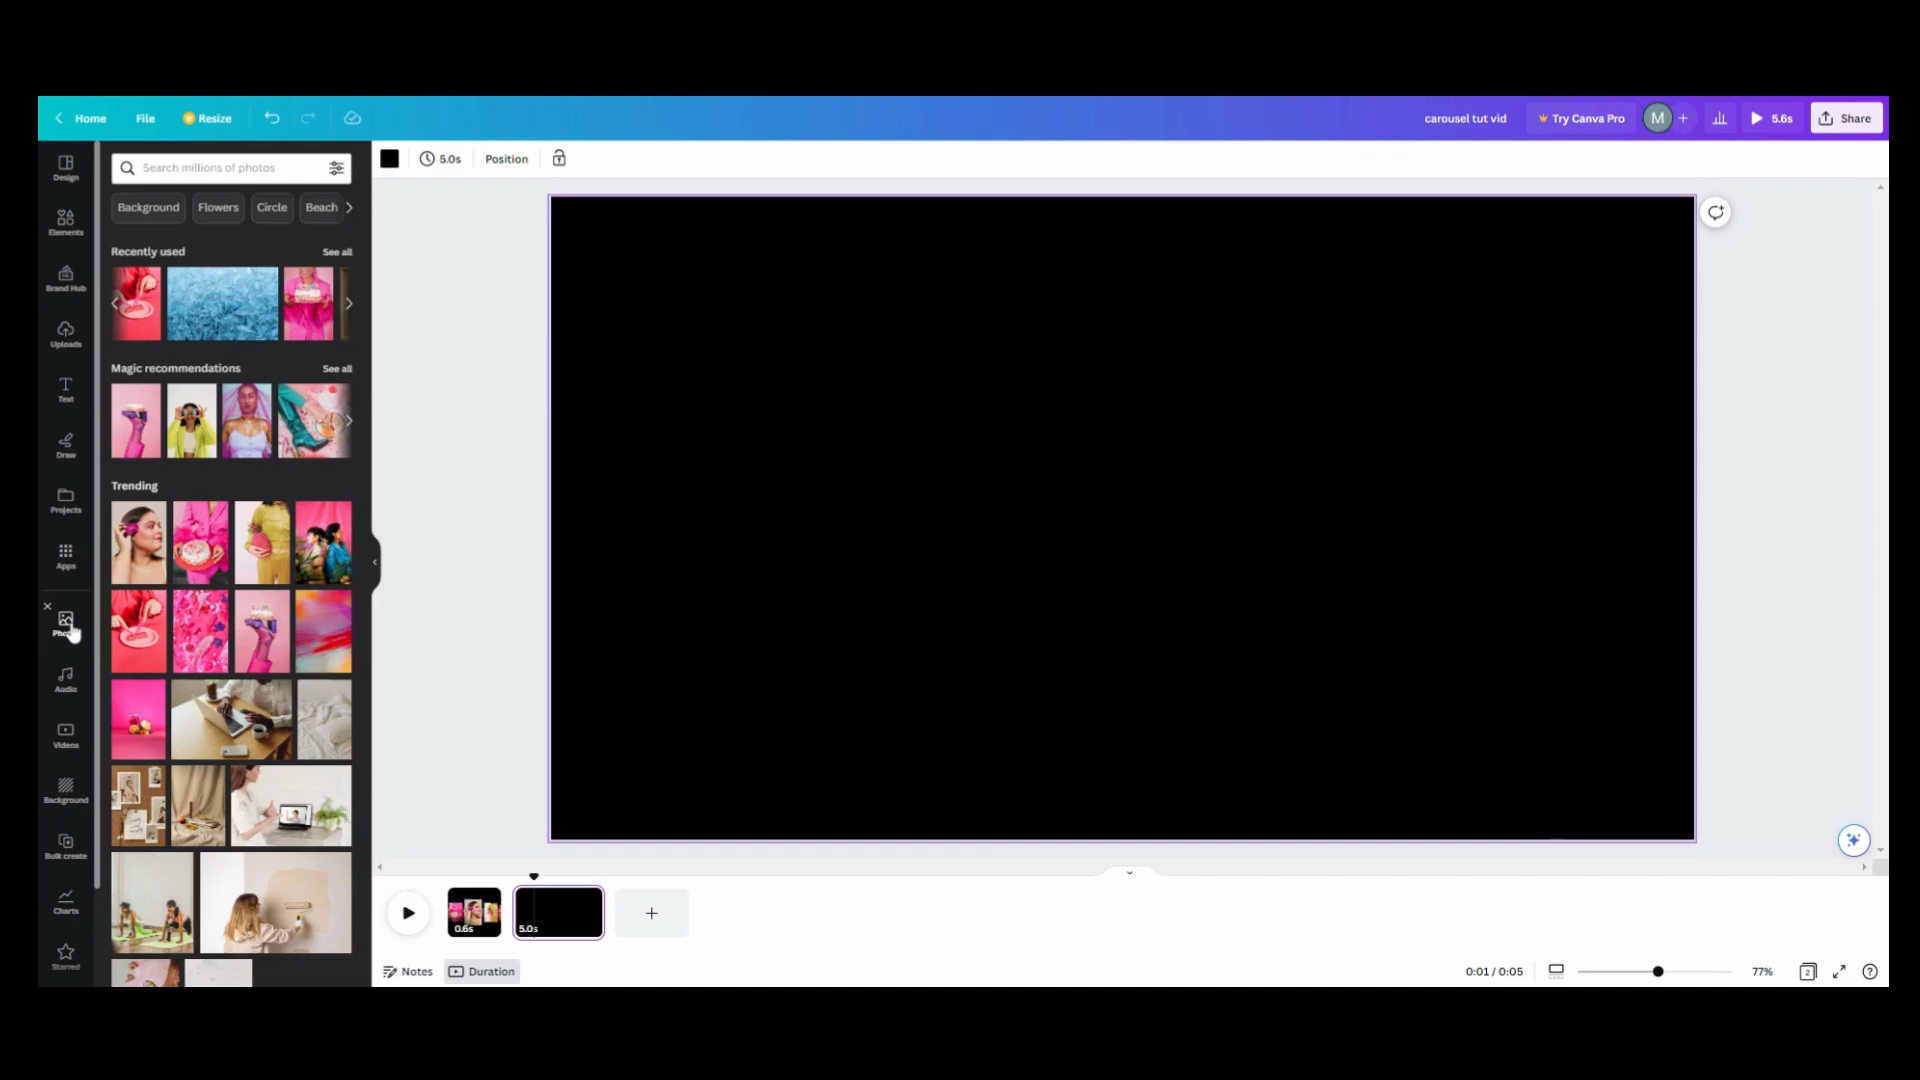 Home File Resize carousel tut vid Try Canva Pro M 5.6s Share
Search millions of photos
5.0s Position
Background Flowers Circle Beach
Recently used See all
Magic recommendations See all
Trending
Design
Elements
Brand Hub
Uploads
Text
Draw
Projects
Apps
Audio
Videos
Background
Bulk create
Charts
Starred
0.6s
5.0s
Notes Duration 0:01 / 0:05 77% 2